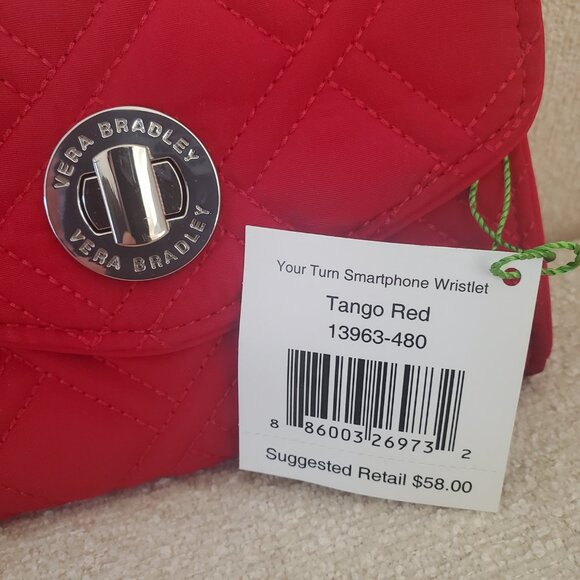 VERA BRADLEY
VERA BRADLEY
Your Turn Smartphone Wristlet
Tango Red
13963-480
8 86003 26973 2
Suggested Retail $58.00